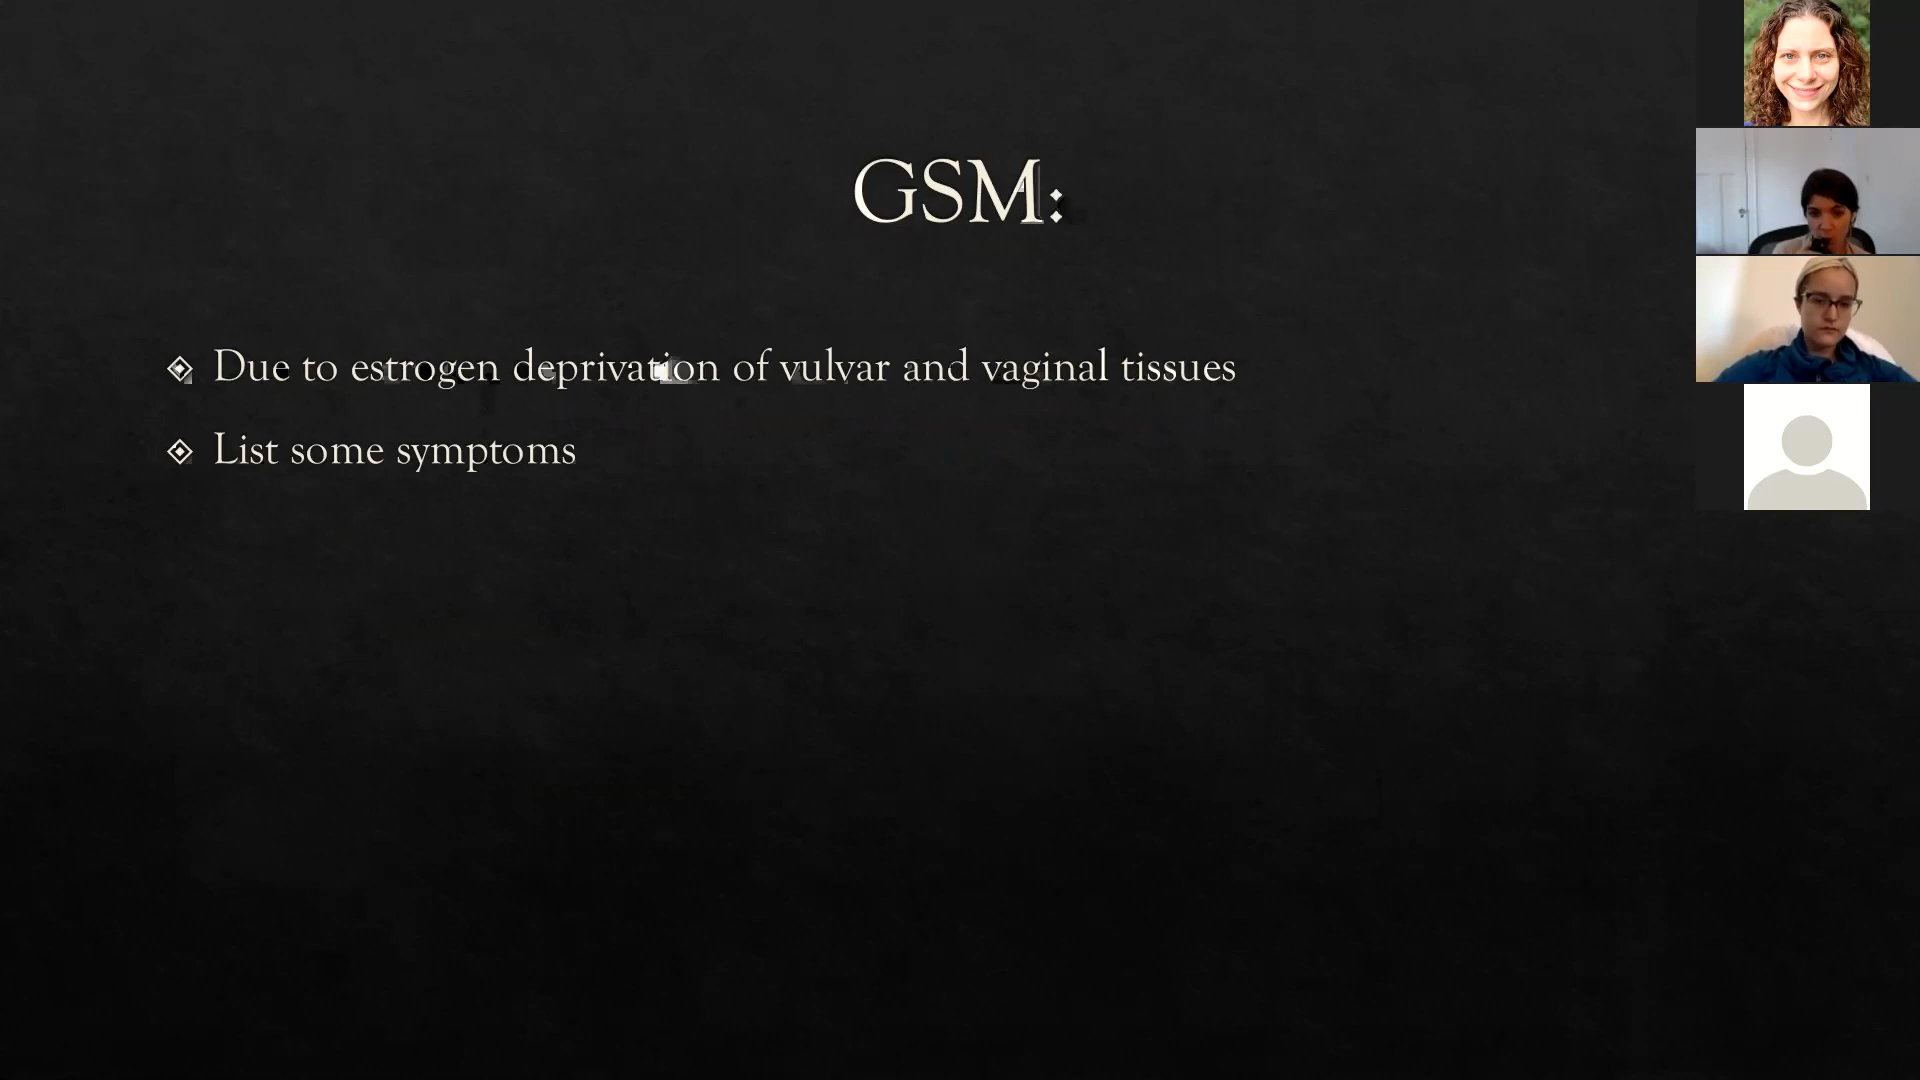 GSM:
Due to estrogen deprivation of vulvar and vaginal tissues
List some symptoms